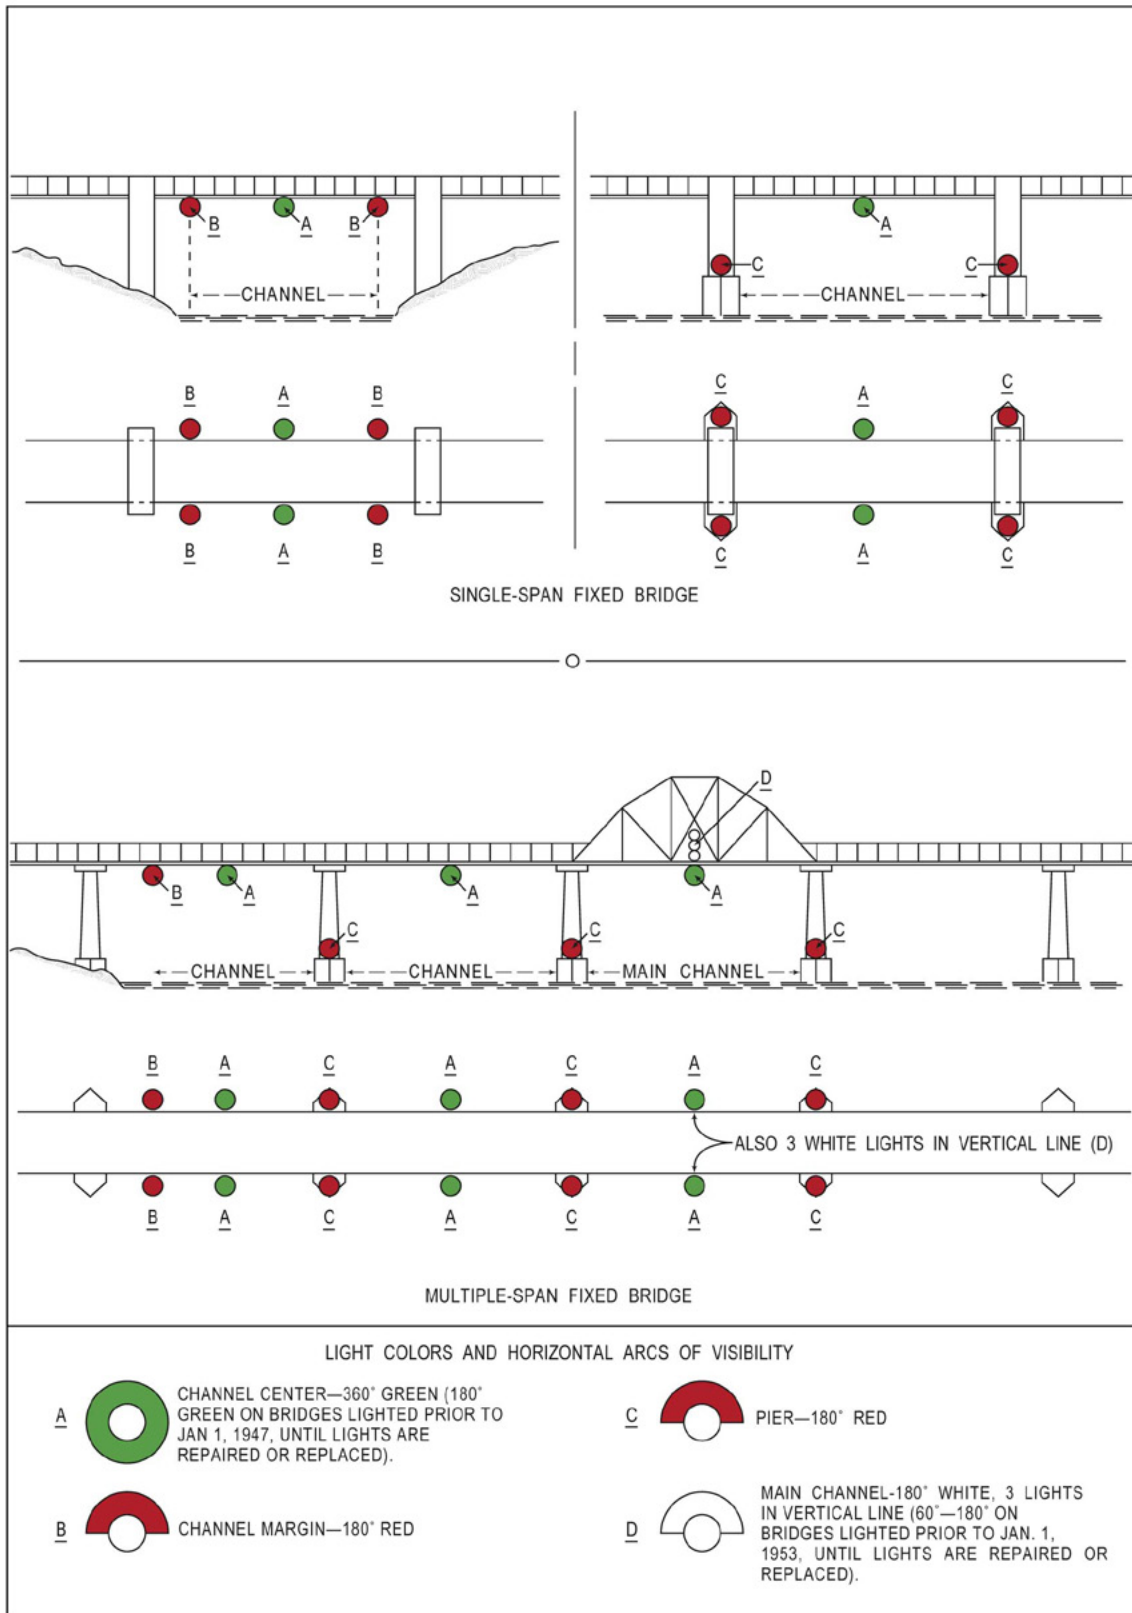 B
A
B
CHANNEL
A
C
C
CHANNEL
B
A
B
B
A
B
C
A
C
C
A
C
SINGLE-SPAN FIXED BRIDGE
D
B
A
A
A
C
C
C
CHANNEL
CHANNEL
MAIN CHANNEL
B
A
C
A
C
A
C
ALSO 3 WHITE LIGHTS IN VERTICAL LINE (D)
B
A
C
A
C
A
C
MULTIPLE-SPAN FIXED BRIDGE
LIGHT COLORS AND HORIZONTAL ARCS OF VISIBILITY
A
CHANNEL CENTER—360° GREEN (180°
GREEN ON BRIDGES LIGHTED PRIOR TO
JAN 1, 1947, UNTIL LIGHTS ARE
REPAIRED OR REPLACED).
B
CHANNEL MARGIN—180° RED
C
PIER—180° RED
D
MAIN CHANNEL-180° WHITE, 3 LIGHTS
IN VERTICAL LINE (60°—180° ON
BRIDGES LIGHTED PRIOR TO JAN. 1,
1953, UNTIL LIGHTS ARE REPAIRED OR
REPLACED).